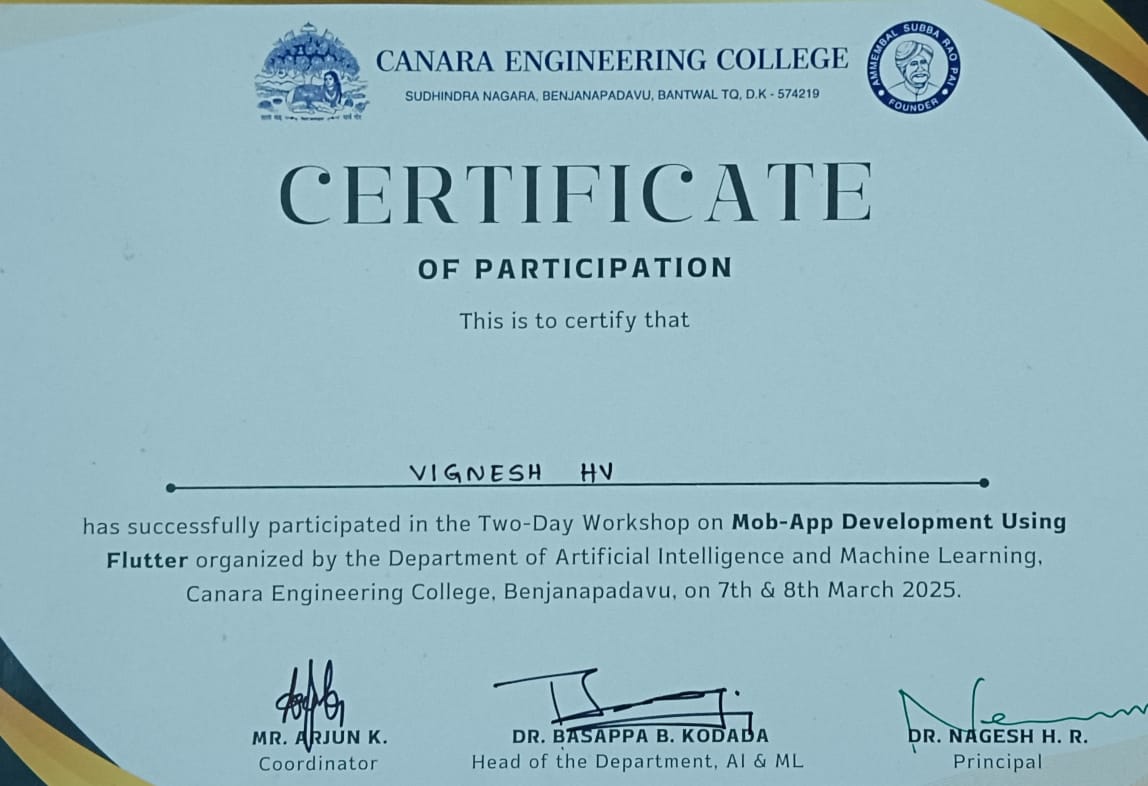 CANARA ENGINEERING COLLEGE
SUDHINDRA NAGARA, BENJANAPADAVU, BANTWAL TQ, D.K - 574219
AMMEMBAL SUBBA RAO PAI
FOUNDER
CERTIFICATE
OF PARTICIPATION
This is to certify that
VIGNESH HV
has successfully participated in the Two-Day Workshop on Mob-App Development Using
Flutter organized by the Department of Artificial Intelligence and Machine Learning,
Canara Engineering College, Benjanapadavu, on 7th & 8th March 2025.
MR. ARJUN K.
Coordinator
DR. BASAPPA B. KODADA
Head of the Department, AI & ML
DR. NAGESH H. R.
Principal